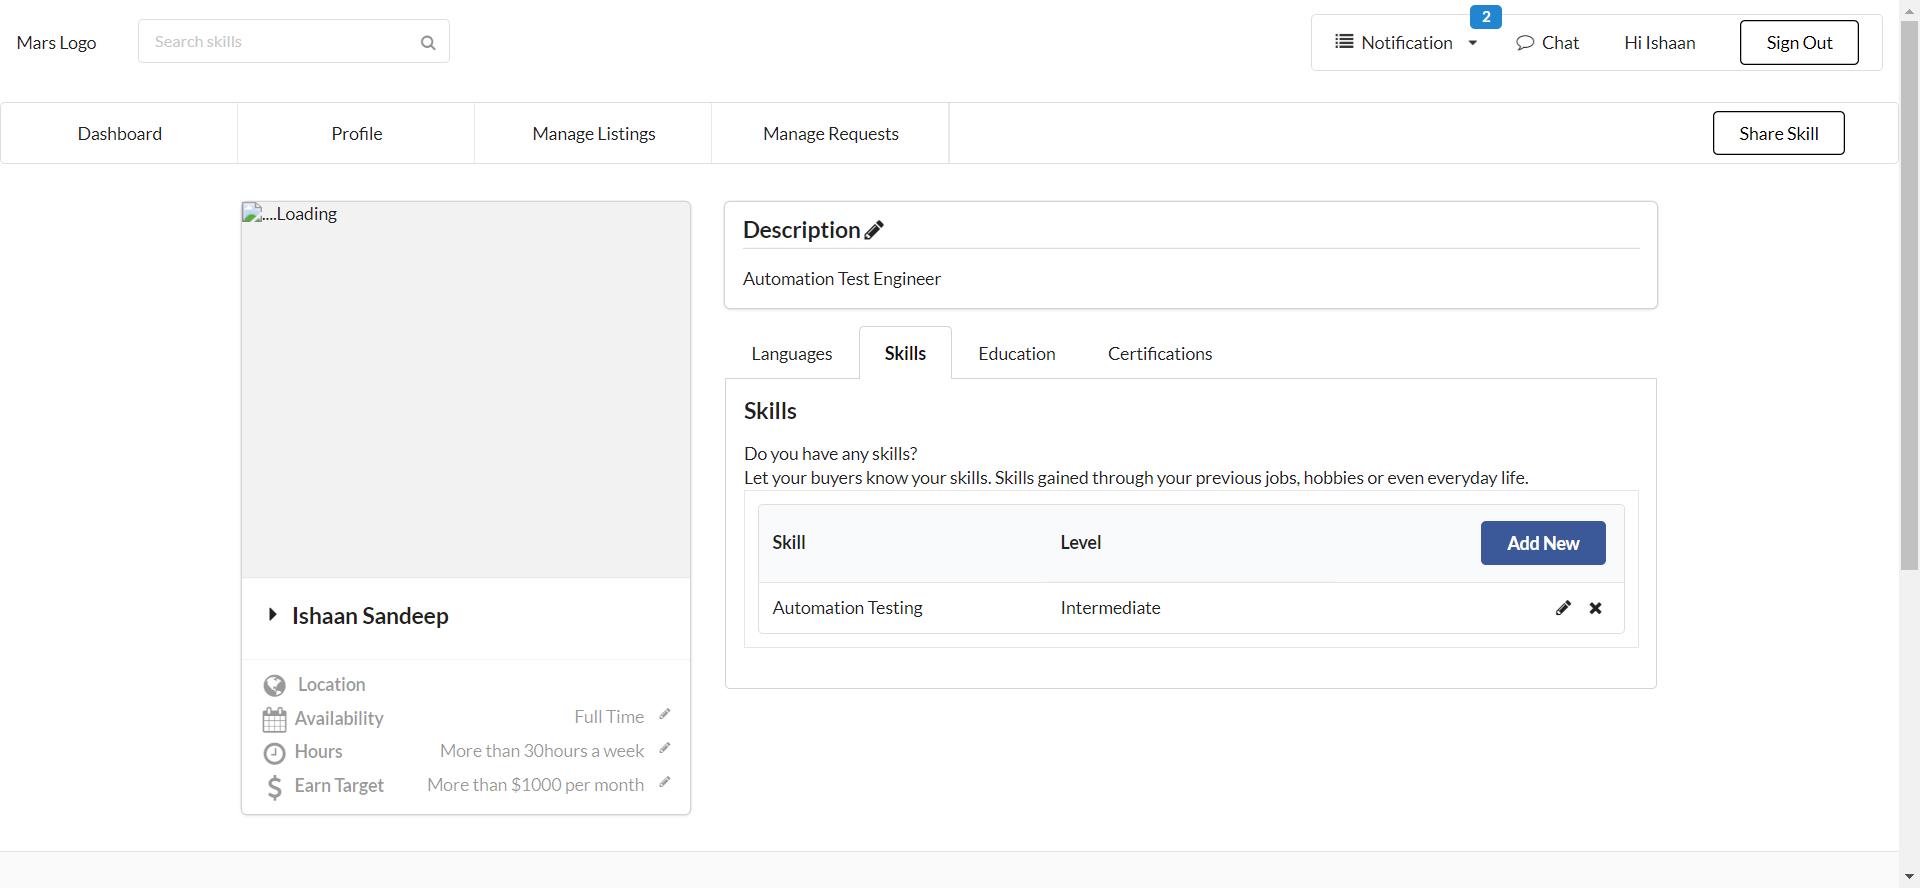 Mars Logo
Search skills
2
Notification
Chat
Hi Ishaan
Sign Out
Dashboard
Profile
Manage Listings
Manage Requests
Share Skill
....Loading
Ishaan Sandeep
Location
Availability
Full Time
Hours
More than 30hours a week
Earn Target
More than $1000 per month
Description
Automation Test Engineer
Languages
Skills
Education
Certifications
Skills
Do you have any skills?
Let your buyers know your skills. Skills gained through your previous jobs, hobbies or even everyday life.
Skill
Level
Add New
Automation Testing
Intermediate